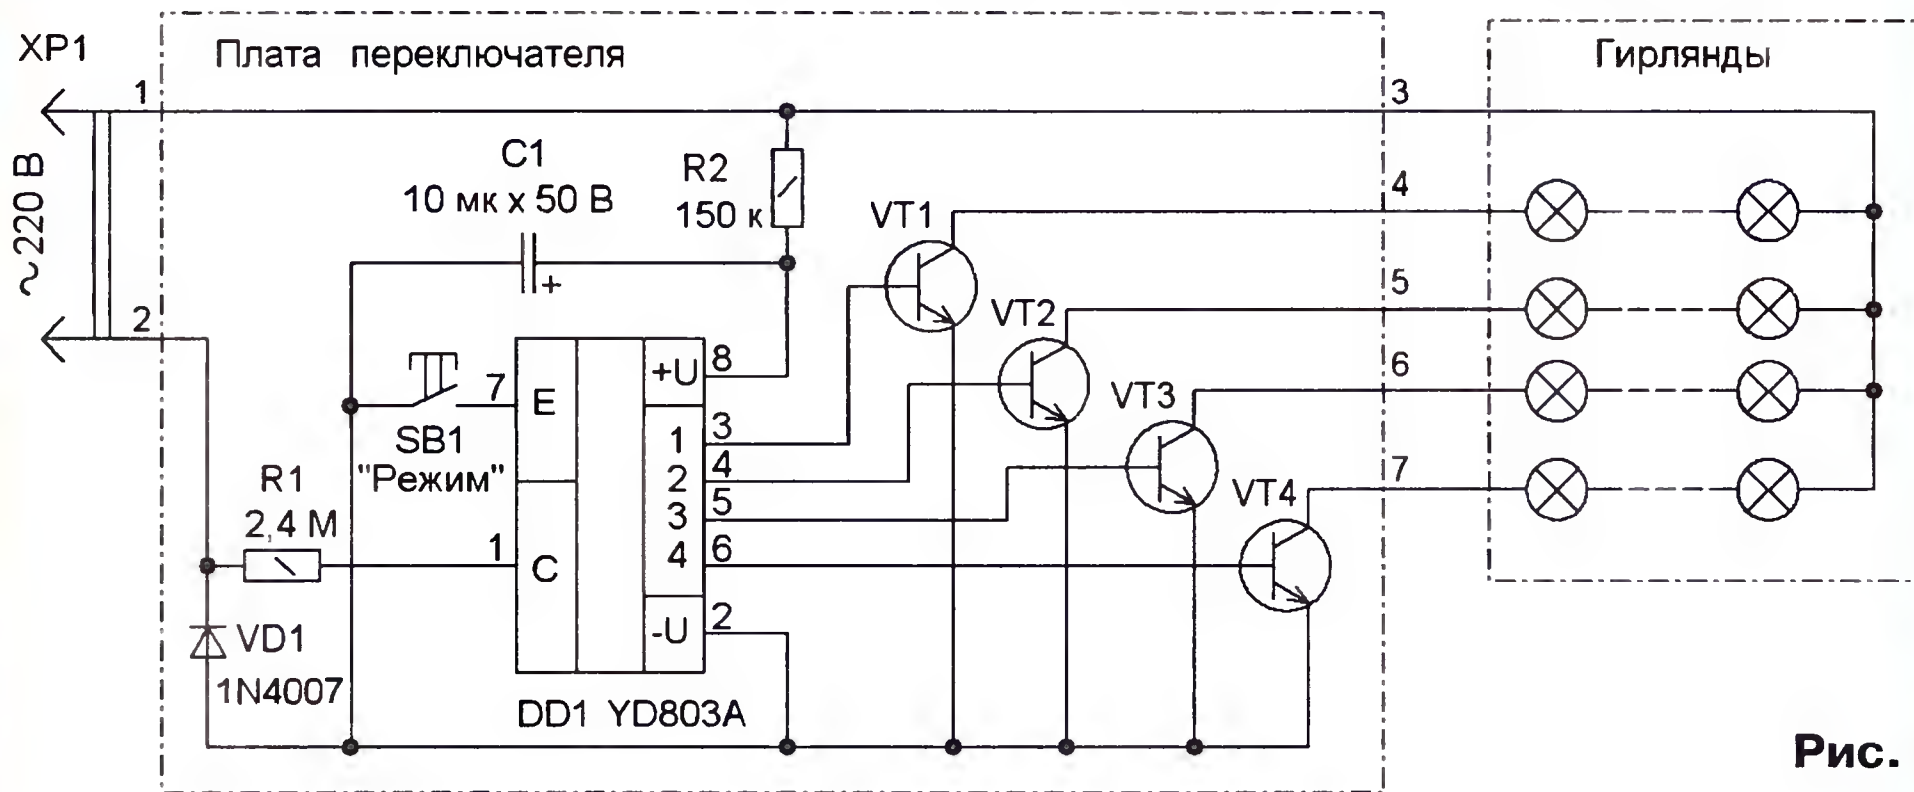 XP1
Плата переключателя
Гирлянды
1
3
~220 В
C1
10 мк x 50 В
R2
150 к
4
VT1
2
5
VT2
+U
8
7
E
6
VT3
SB1
"Режим"
1
3
2
4
3
5
4
6
7
VT4
R1
2,4 М
1
C
-U
2
VD1
1N4007
DD1 YD803A
+
Рис.